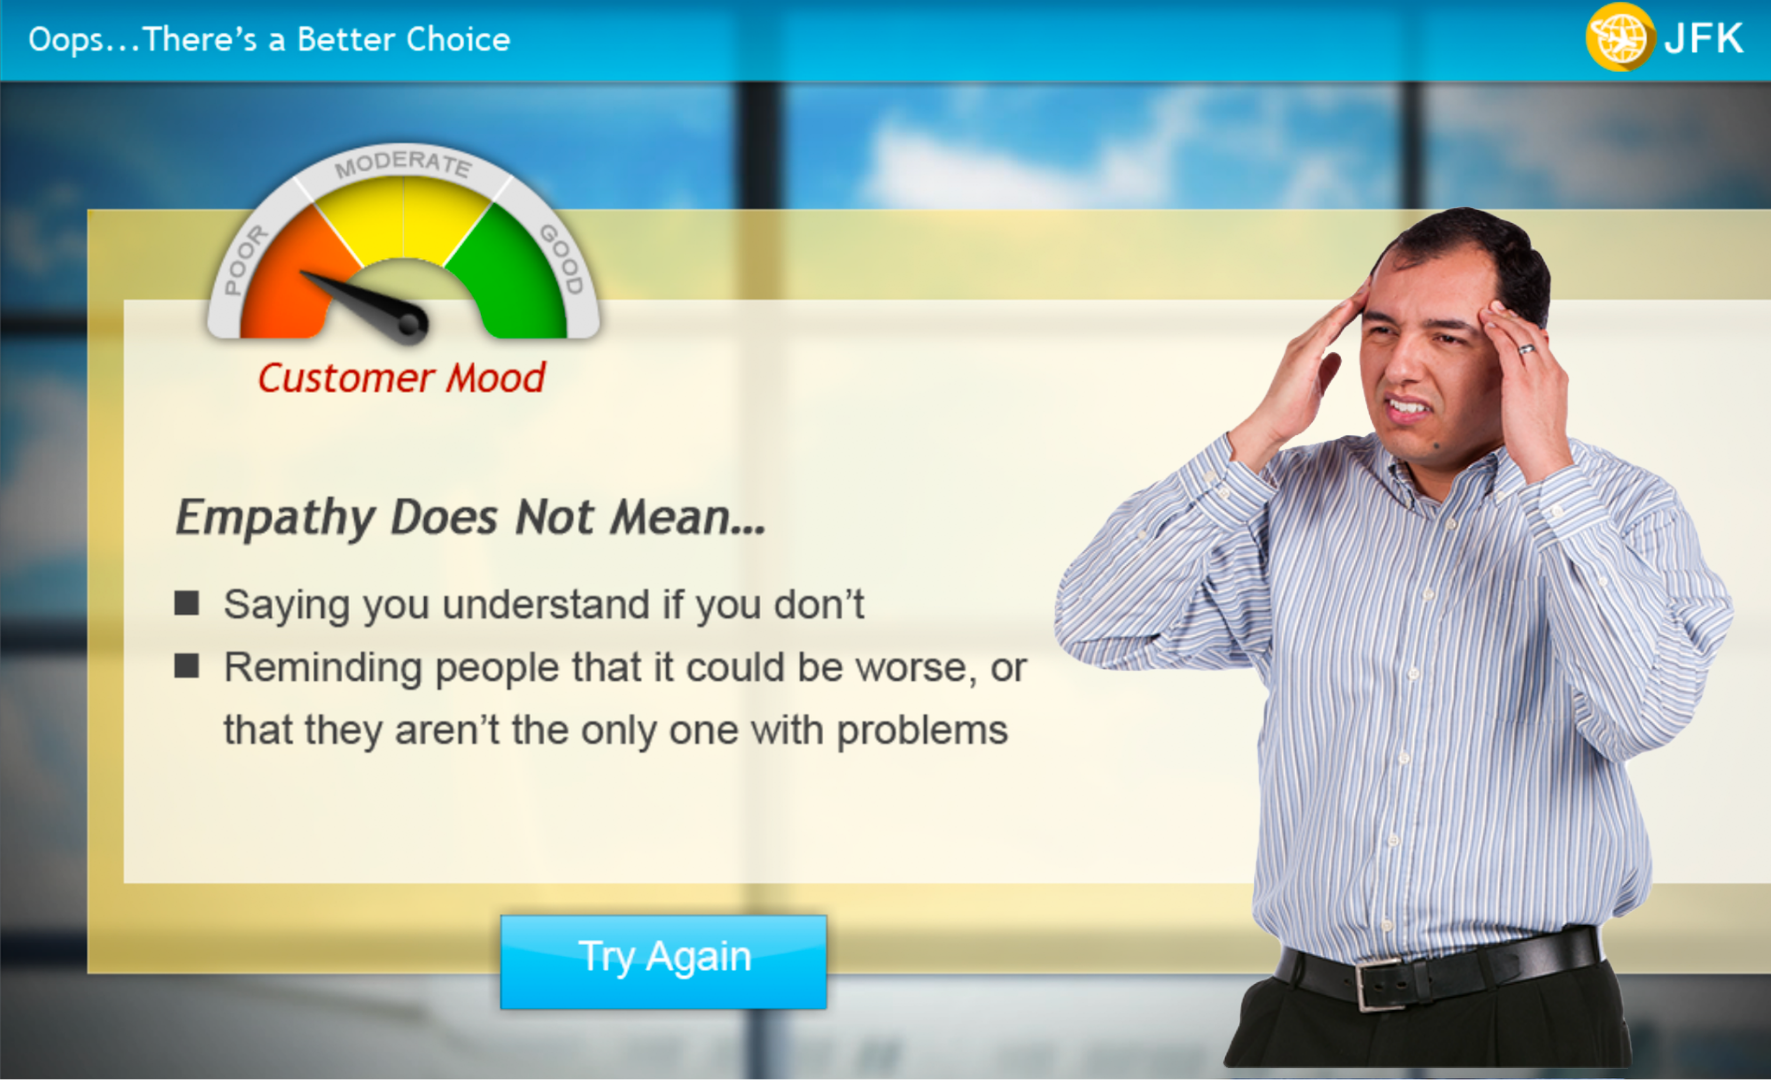 Oops...There's a Better Choice
JFK
POOR
MODERATE
GOOD
Customer Mood
Empathy Does Not Mean...
Saying you understand if you don't
Reminding people that it could be worse, or
that they aren't the only one with problems
Try Again